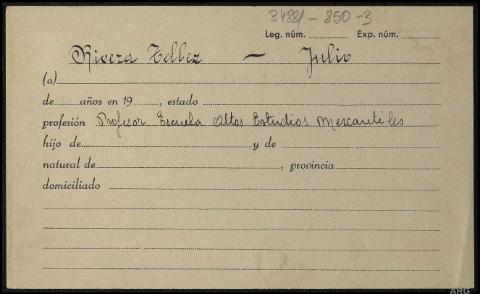 3488/ - 850 -3
Leg. núm. Exp. núm.
Rivera Tellez — Julio
(a)
de años en 19, estado
profesión Profesor Escuela Altos Estudios Mercantiles
hijo de y de
natural de, provincia
domiciliado
ARG